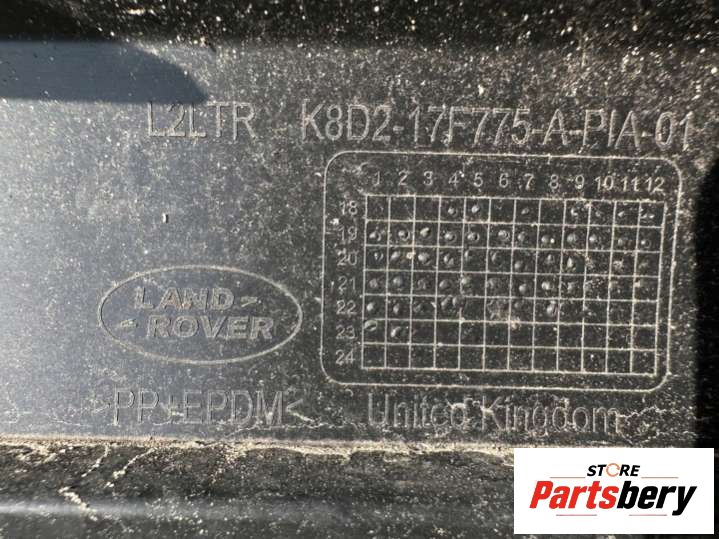 L2LTR K8D2-17F775-A-PIA-01
1 2 3 4 5 6 7 8 9 10 11 12
18
19
20
21
22
23
24
LAND
ROVER
>PP+EPDM<
United Kingdom
STORE
Partsbery